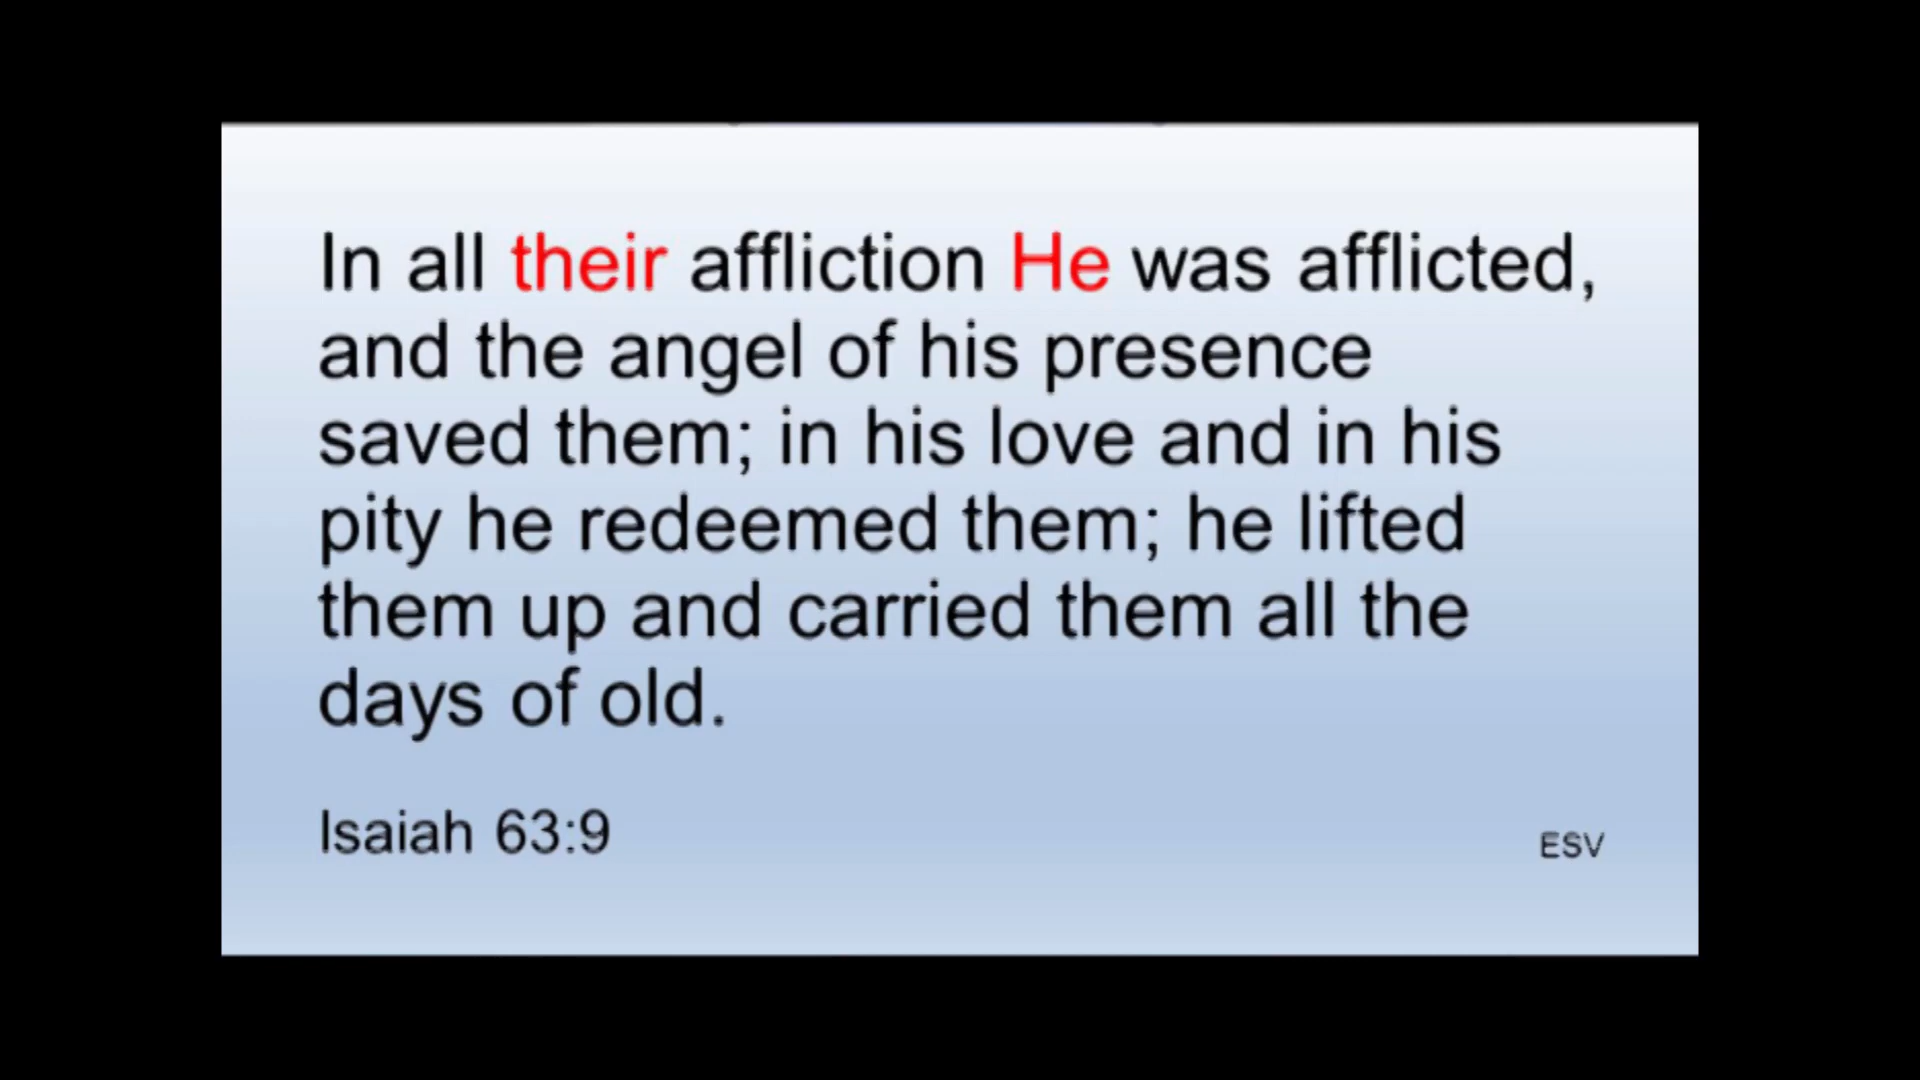 In all their affliction He was afflicted,
and the angel of his presence
saved them; in his love and in his
pity he redeemed them; he lifted
them up and carried them all the
days of old.
Isaiah 63:9
ESV